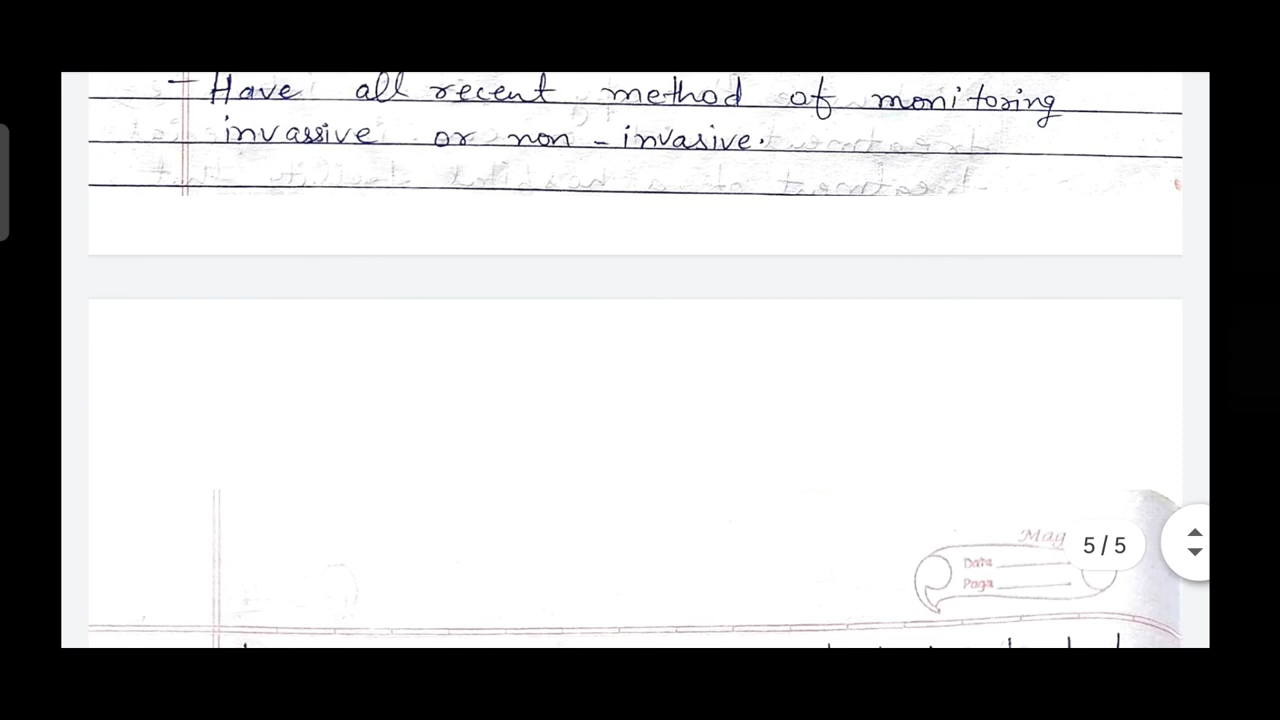 - Have all recent method of monitoring
invassive or non - invasive.
May
5/5
Date
Page